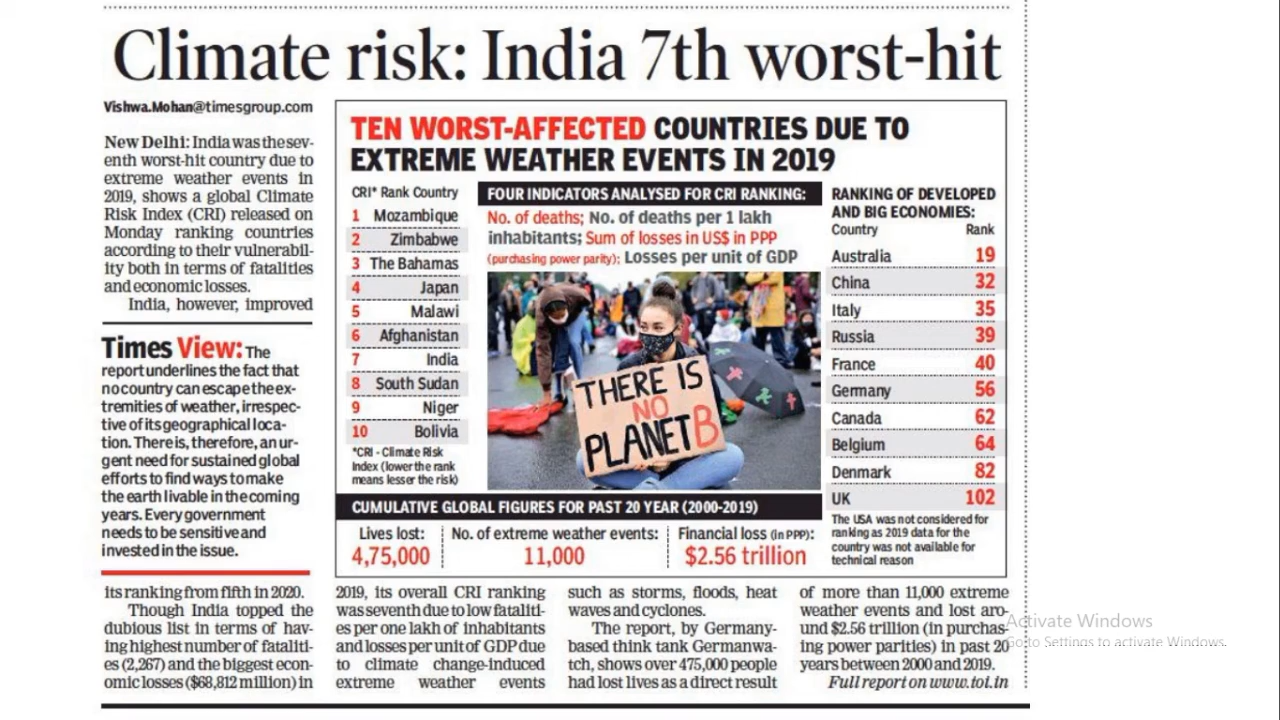 Climate risk: India 7th worst-hit
Vishwa.Mohan@timesgroup.com
New Delhi: India was the sev-
enth worst-hit country due to
extreme weather events in
2019, shows a global Climate
Risk Index (CRI) released on
Monday ranking countries
according to their vulnerabil-
ity both in terms of fatalities
and economic losses.
India, however, improved
Times View: The
report underlines the fact that
no country can escape the ex-
tremities of weather, irrespec-
tive of its geographical loca-
tion. There is, therefore, an ur-
gent need for sustained global
efforts to find ways to make
the earth livable in the coming
years. Every government
needs to be sensitive and
invested in the issue.
TEN WORST-AFFECTED COUNTRIES DUE TO
EXTREME WEATHER EVENTS IN 2019
CRI* Rank Country
1 Mozambique
2 Zimbabwe
3 The Bahamas
4 Japan
5 Malawi
6 Afghanistan
7 India
8 South Sudan
9 Niger
10 Bolivia
*CRI - Climate Risk
Index (lower the rank
means lesser the risk)
FOUR INDICATORS ANALYSED FOR CRI RANKING:
No. of deaths; No. of deaths per 1 lakh
inhabitants; Sum of losses in US$ in PPP
(purchasing power parity); Losses per unit of GDP
THERE IS
NO
PLANET B
RANKING OF DEVELOPED
AND BIG ECONOMIES:
Country Rank
Australia 19
China 32
Italy 35
Russia 39
France 40
Germany 56
Canada 62
Belgium 64
Denmark 82
UK 102
The USA was not considered for
ranking as 2019 data for the
country was not available for
technical reason
CUMULATIVE GLOBAL FIGURES FOR PAST 20 YEAR (2000-2019)
Lives lost:
4,75,000
No. of extreme weather events:
11,000
Financial loss (in PPP):
$2.56 trillion
its ranking from fifth in 2020.
Though India topped the
dubious list in terms of hav-
ing highest number of fataliti-
es (2,267) and the biggest econ-
omic losses ($68,812 million) in
2019, its overall CRI ranking
was seventh due to low fataliti-
es per one lakh of inhabitants
and losses per unit of GDP due
to climate change-induced
extreme weather events
such as storms, floods, heat
waves and cyclones.
The report, by Germany-
based think tank Germanwa-
tch, shows over 475,000 people
had lost lives as a direct result
of more than 11,000 extreme
weather events and lost aro-
und $2.56 trillion (in purchas-
ing power parities) in past 20
years between 2000 and 2019.
Full report on www.toi.in
Activate Windows
Go to Settings to activate Windows.